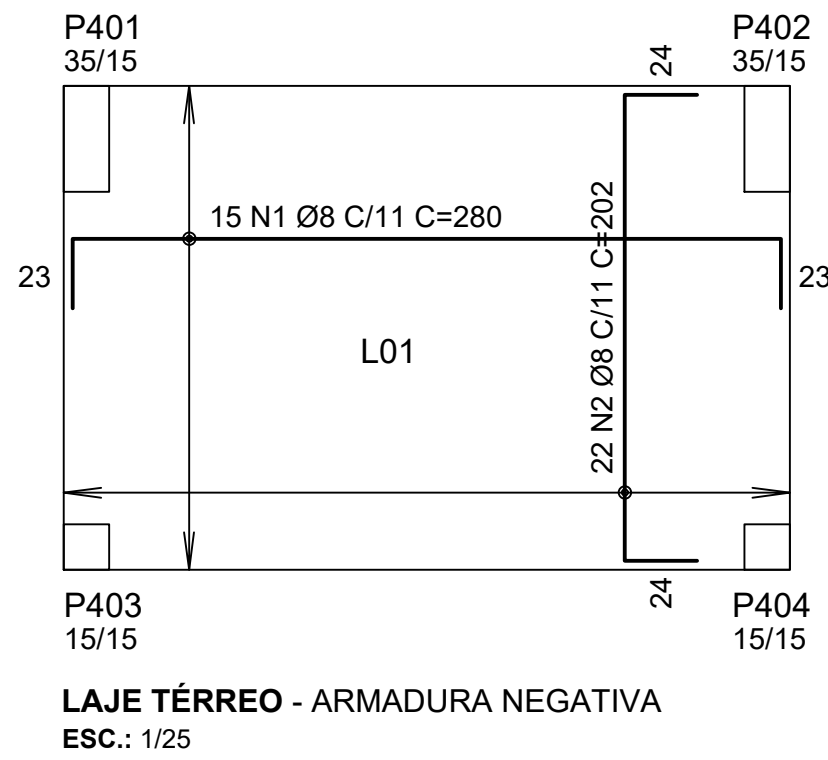 P401
35/15
P402
35/15
24
15 N1 Ø8 C/11 C=280
22 N2 Ø8 C/11 C=202
23
23
L01
24
P403
15/15
P404
15/15
LAJE TÉRREO - ARMADURA NEGATIVA
ESC.: 1/25